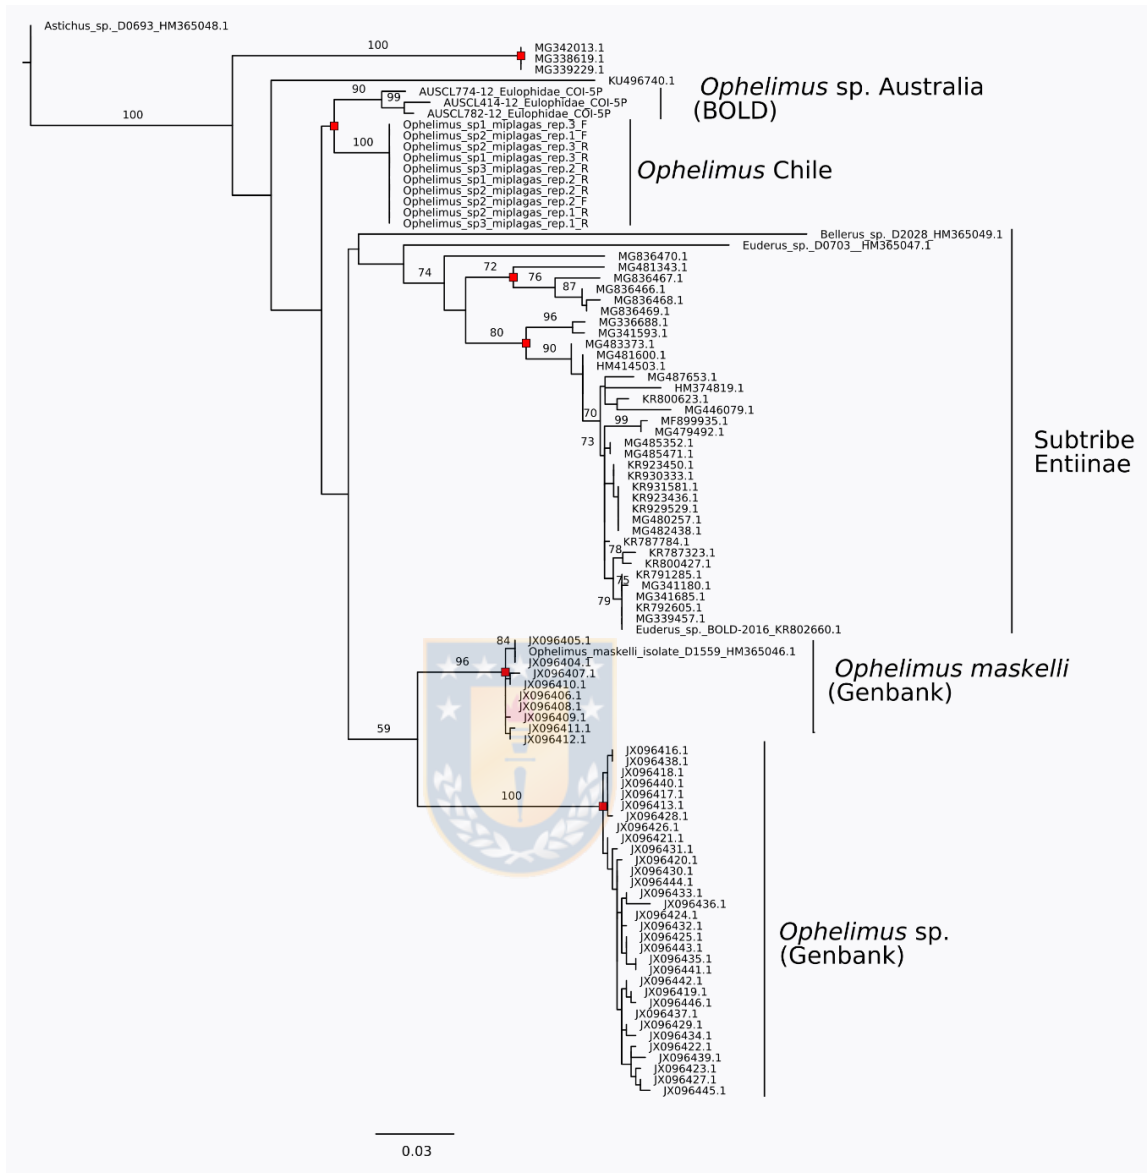 Astichus_sp._D0693_HM365048.1
100
MG342013.1
MG338619.1
MG339229.1
100
KU496740.1
90
AUSCL774-12_Eulophidae_COI-5P
99
AUSCL414-12_Eulophidae_COI-5P
AUSCL782-12_Eulophidae_COI-5P
Ophelimus sp. Australia
(BOLD)
Ophelimus_sp1_miplagas_rep.3_F
Ophelimus_sp2_miplagas_rep.1_F
Ophelimus_sp2_miplagas_rep.3_R
100
Ophelimus_sp1_miplagas_rep.3_R
Ophelimus_sp3_miplagas_rep.2_R
Ophelimus_sp1_miplagas_rep.2_R
Ophelimus_sp2_miplagas_rep.2_R
Ophelimus_sp2_miplagas_rep.2_F
Ophelimus_sp2_miplagas_rep.1_R
Ophelimus_sp3_miplagas_rep.1_R
Ophelimus Chile
Bellerus_sp._D2028_HM365049.1
Euderus_sp._D0703__HM365047.1
74
MG836470.1
72
MG481343.1
76
MG836467.1
87
MG836466.1
MG836468.1
MG836469.1
96
MG336688.1
MG341593.1
80
90
MG483373.1
MG481600.1
HM414503.1
MG487653.1
HM374819.1
KR800623.1
MG446079.1
70
99
MF899935.1
MG479492.1
73
MG485352.1
MG485471.1
KR923450.1
KR930333.1
KR931581.1
KR923436.1
KR929529.1
MG480257.1
MG482438.1
KR787784.1
78
KR787323.1
KR800427.1
KR791285.1
75
MG341180.1
MG341685.1
79
KR792605.1
MG339457.1
Euderus_sp._BOLD-2016_KR802660.1
Subtribe
Entiinae
84
JX096405.1
Ophelimus_maskelli_isolate_D1559_HM365046.1
96
JX096404.1
JX096407.1
JX096410.1
JX096406.1
JX096408.1
JX096409.1
JX096411.1
JX096412.1
Ophelimus maskelli
(Genbank)
59
100
JX096416.1
JX096438.1
JX096418.1
JX096440.1
JX096417.1
JX096413.1
JX096428.1
JX096426.1
JX096421.1
JX096431.1
JX096420.1
JX096430.1
JX096444.1
JX096433.1
JX096436.1
JX096424.1
JX096432.1
JX096425.1
JX096443.1
JX096435.1
JX096441.1
JX096442.1
JX096419.1
JX096446.1
JX096437.1
JX096429.1
JX096434.1
JX096422.1
JX096439.1
JX096423.1
JX096427.1
JX096445.1
Ophelimus sp.
(Genbank)
0.03